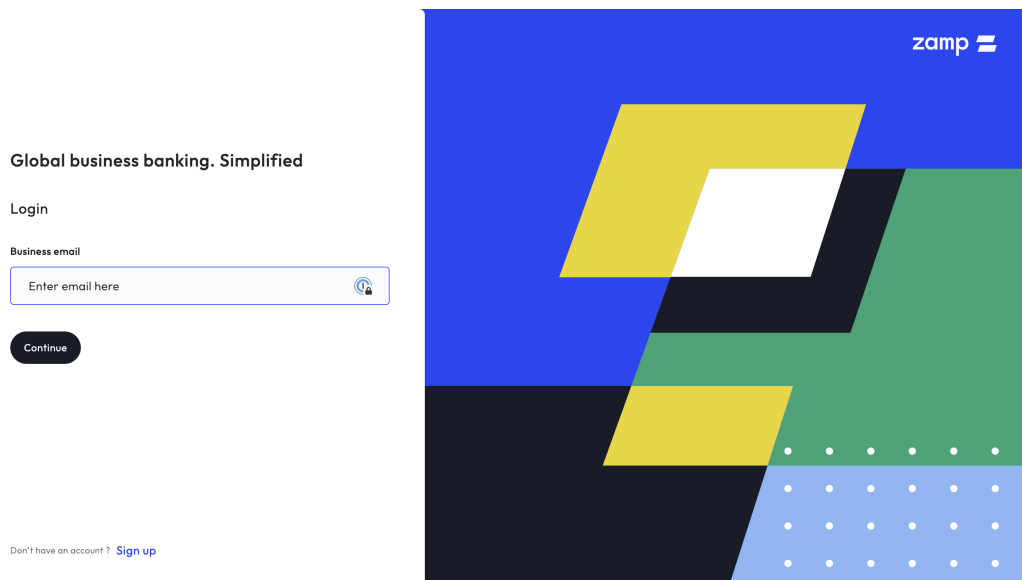 zamp
Global business banking. Simplified
Login
Business email
Enter email here
Continue
Don't have an account ? Sign up